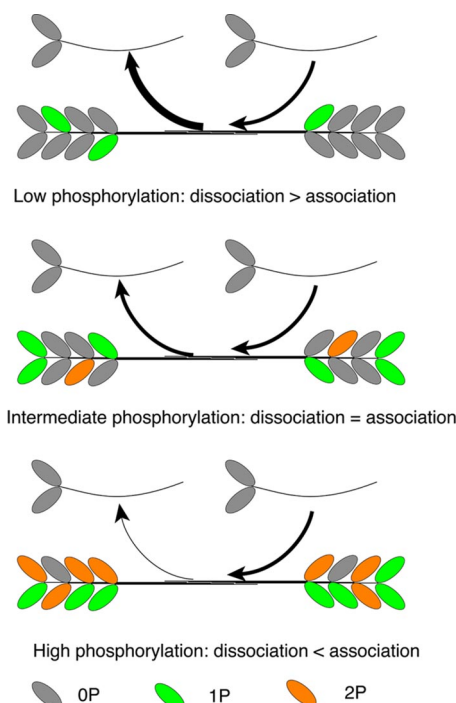 Low phosphorylation: dissociation > association
Intermediate phosphorylation: dissociation = association
High phosphorylation: dissociation < association
0P 1P 2P